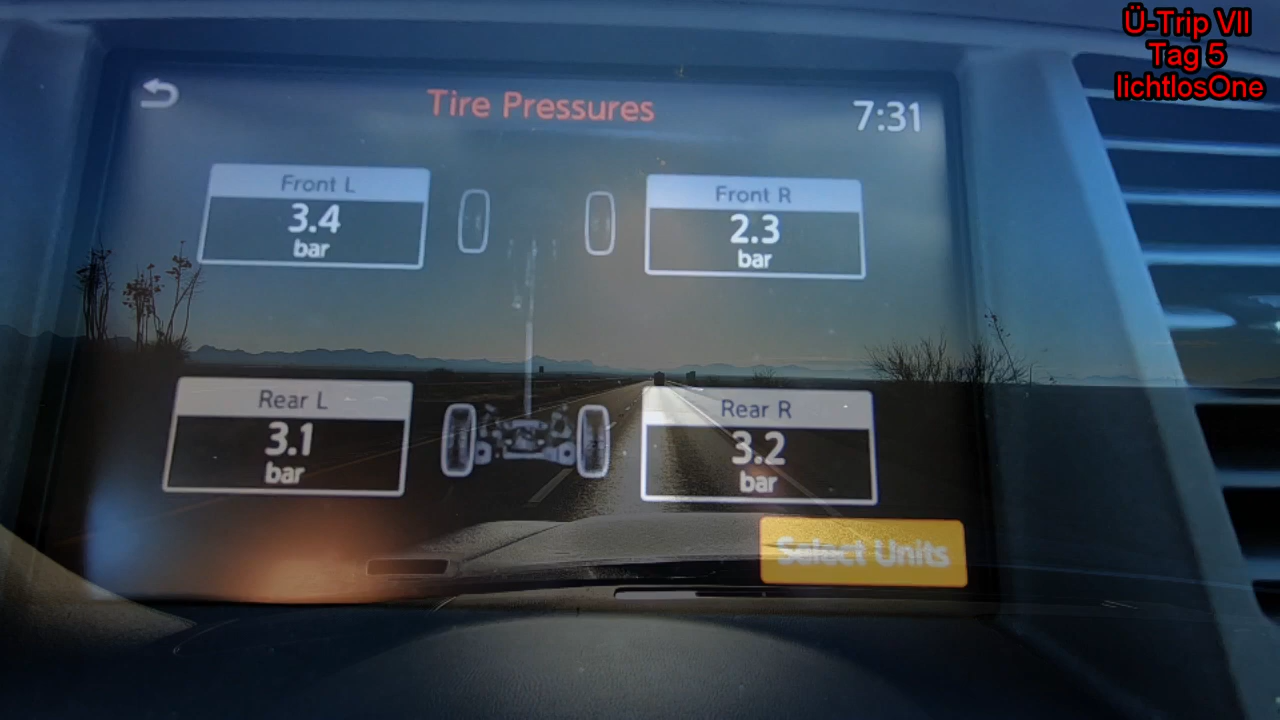 Ü-Trip VII
Tag 5
lichtlosOne
Tire Pressures
7:31
Front L
3.4
bar
Front R
2.3
bar
Rear L
3.1
bar
Rear R
3.2
bar
Select Units